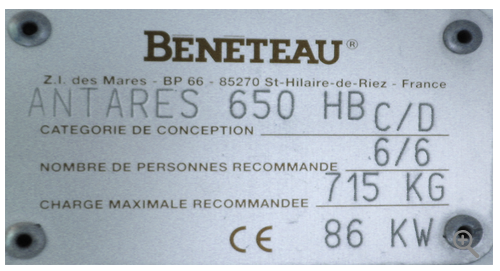 BENETEAU®
Z.I. des Mares - BP 66 - 85270 St-Hilaire-de-Riez - France
ANTARES 650 HB
CATEGORIE DE CONCEPTION C/D
NOMBRE DE PERSONNES RECOMMANDE 6/6
CHARGE MAXIMALE RECOMMANDEE 715 KG
CE 86 KW